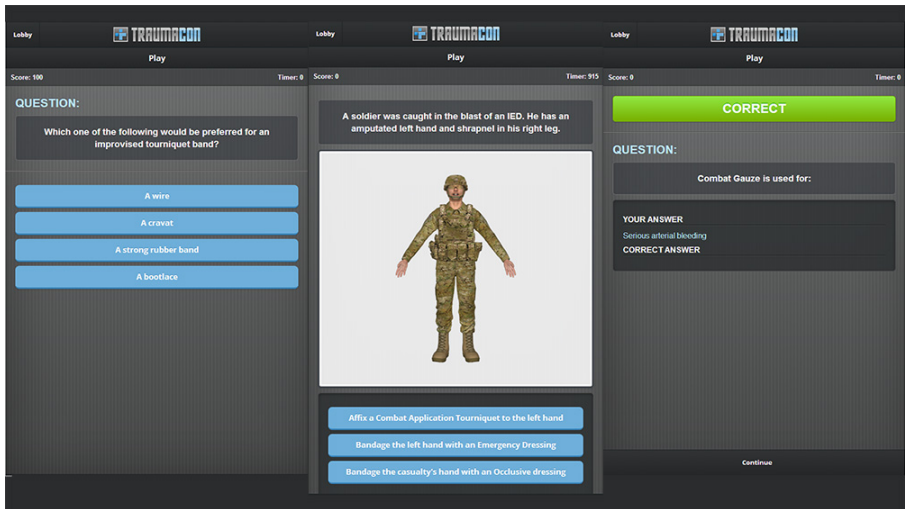 Lobby
TRAUMACON
Play
Score: 100
Timer: 0
QUESTION:
Which one of the following would be preferred for an
improvised tourniquet band?
A wire
A cravat
A strong rubber band
A bootlace
Lobby
TRAUMACON
Play
Score: 0
Timer: 915
A soldier was caught in the blast of an IED. He has an
amputated left hand and shrapnel in his right leg.
Affix a Combat Application Tourniquet to the left hand
Bandage the left hand with an Emergency Dressing
Bandage the casualty's hand with an Occlusive dressing
Lobby
TRAUMACON
Play
Score: 0
Timer: 0
CORRECT
QUESTION:
Combat Gauze is used for:
YOUR ANSWER
Serious arterial bleeding
CORRECT ANSWER
Continue